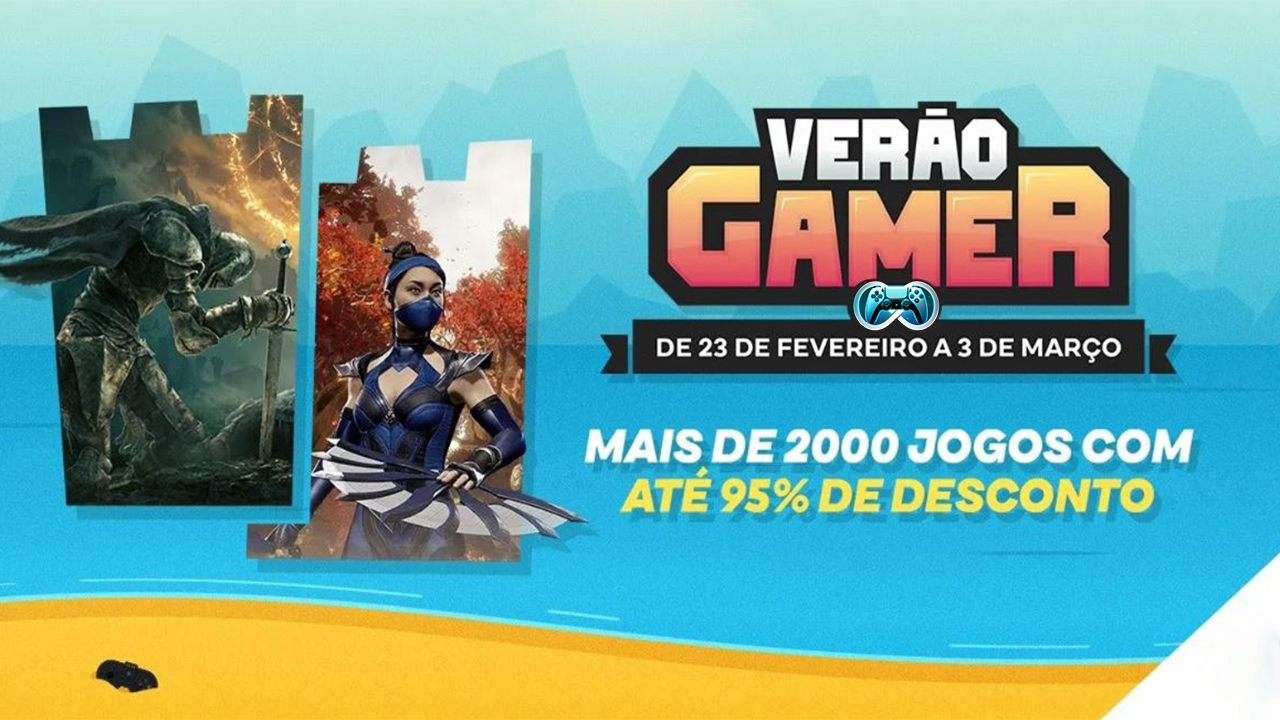 VERÃO
GAMER
DE 23 DE FEVEREIRO A 3 DE MARÇO
MAIS DE 2000 JOGOS COM
ATÉ 95% DE DESCONTO